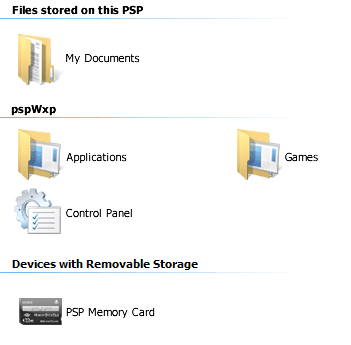 Files stored on this PSP
My Documents
pspWxp
Applications
Games
Control Panel
Devices with Removable Storage
SONY
PSP Memory Card